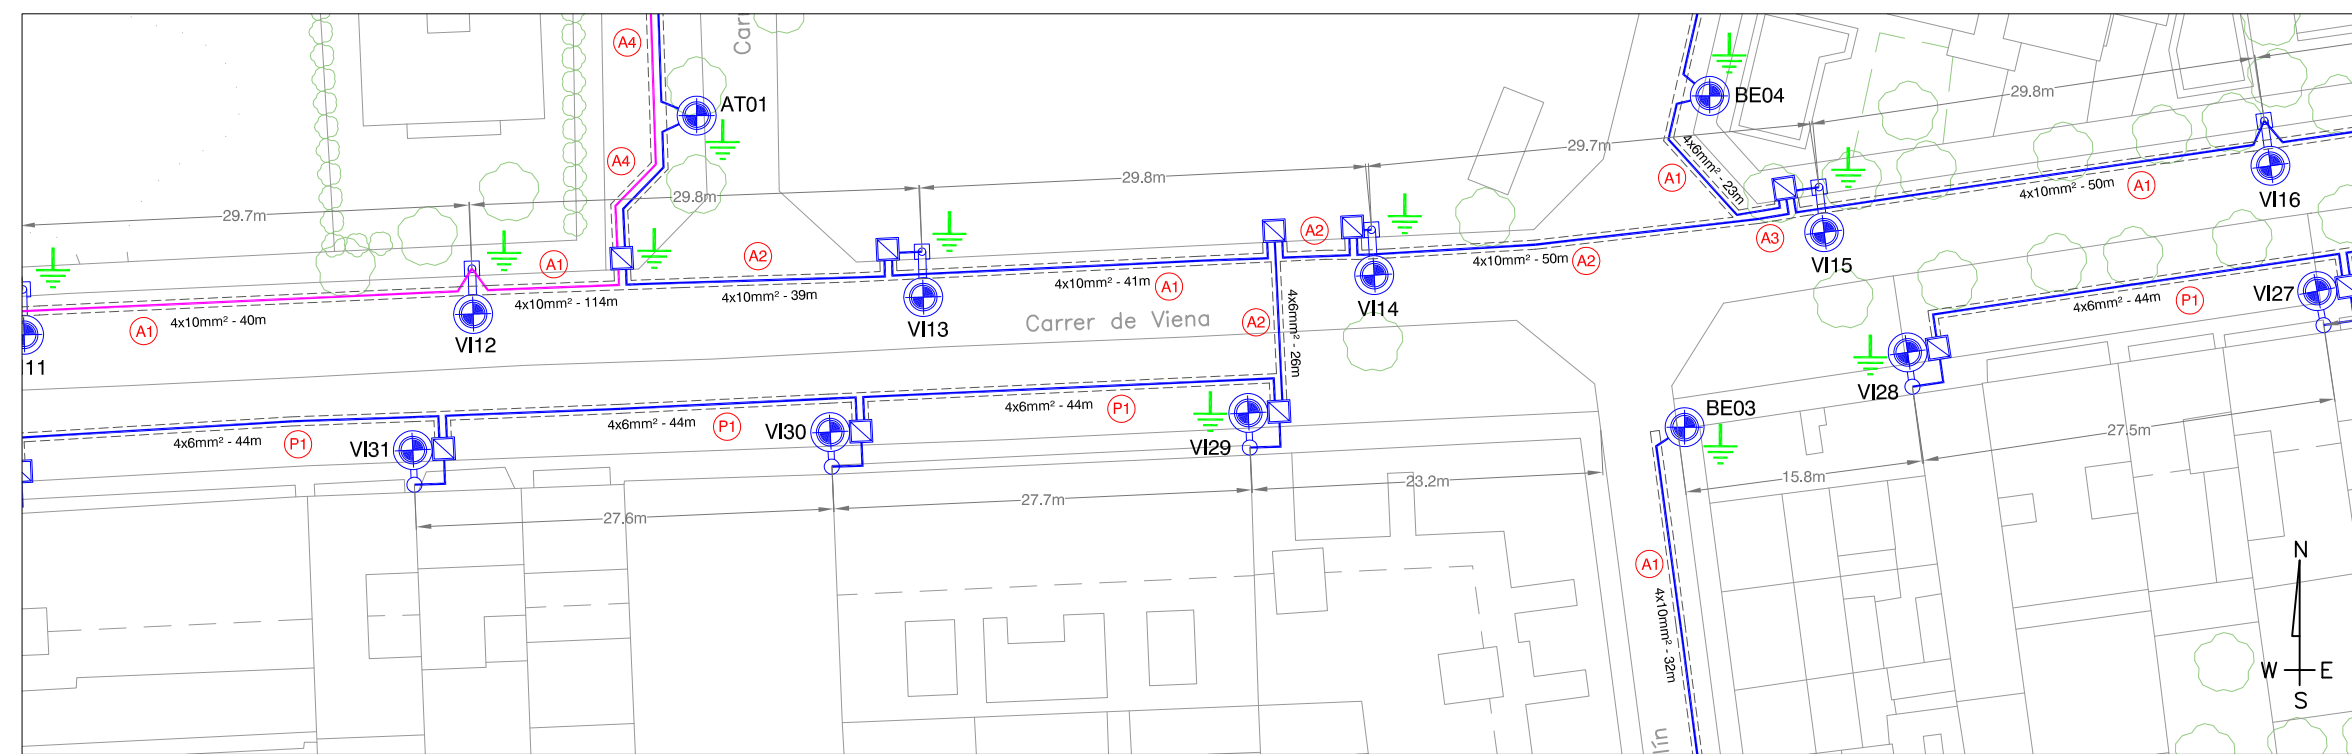 A4
Car
AT01
A4
29.7m
29.8m
29.8m
29.7m
29.8m
BE04
4x6mm² - 23m
A1
VI16
4x10mm² - 50m
A1
A1
A2
A2
A3
VI15
4x10mm² - 50m
A2
4x10mm² - 40m
A1
4x10mm² - 114m
VI12
4x10mm² - 39m
VI13
4x10mm² - 41m
A1
Carrer de Viena
A2
4x6mm² - 26m
VI14
11
VI27
4x6mm² - 44m
P1
VI28
BE03
4x6mm² - 44m
P1
VI31
4x6mm² - 44m
P1
VI30
4x6mm² - 44m
P1
VI29
27.6m
27.7m
23.2m
15.8m
27.5m
A1
4x10mm² - 32m
lín
N
W
E
S